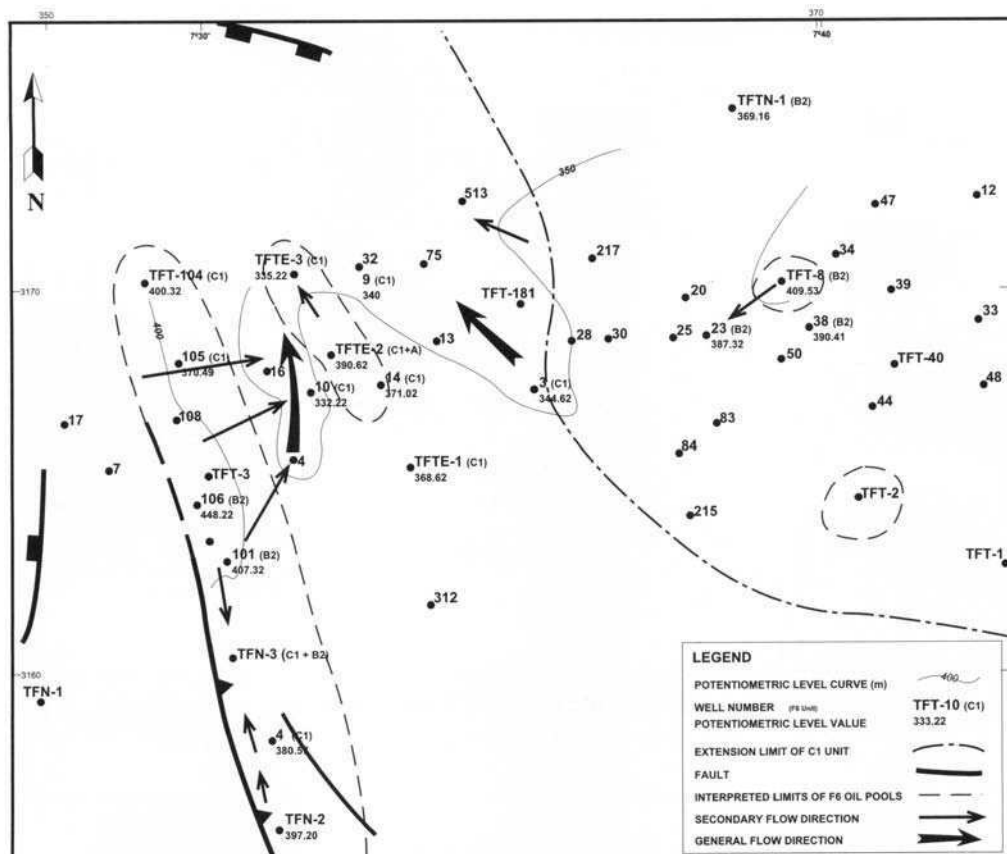 350
7°30'
370
7°40'
N
TFTN-1 (B2)
369.16
350
513
12
47
217
34
TFTE-3 (C1)
335.22
32
9 (C1)
340
75
TFT-104 (C1)
400.32
3170
TFT-181
20
TFT-8 (B2)
409.53
39
33
400
13
28
30
25
23 (B2)
387.32
38 (B2)
390.41
TFTE-2 (C1+A)
390.62
50
TFT-40
105 (C1)
370.49
16
10 (C1)
332.22
14 (C1)
371.02
3 (C1)
344.62
48
44
17
108
83
7
TFT-3
4
TFTE-1 (C1)
368.62
84
106 (B2)
448.22
TFT-2
215
101 (B2)
407.32
TFT-1
312
TFN-3 (C1 + B2)
3160
TFN-1
4 (C1)
380.57
TFN-2
397.20
LEGEND
POTENTIOMETRIC LEVEL CURVE (m)
400
WELL NUMBER (F6 Unit)
TFT-10 (C1)
POTENTIOMETRIC LEVEL VALUE
333.22
EXTENSION LIMIT OF C1 UNIT
FAULT
INTERPRETED LIMITS OF F6 OIL POOLS
SECONDARY FLOW DIRECTION
GENERAL FLOW DIRECTION